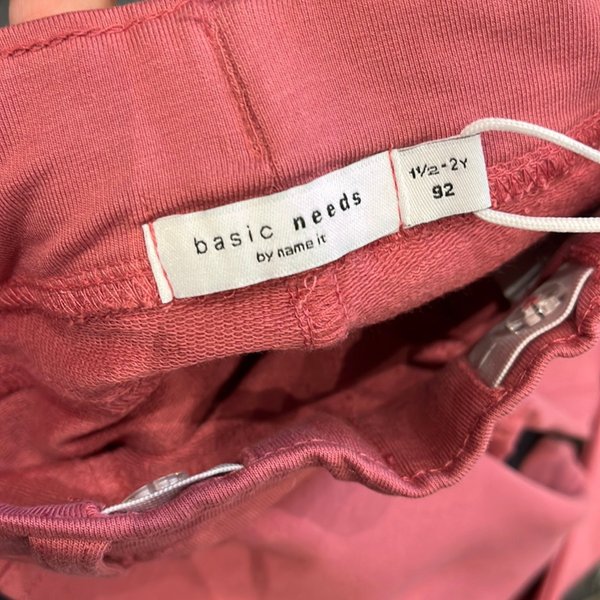 basic needs
by name it
1½-2Y
92